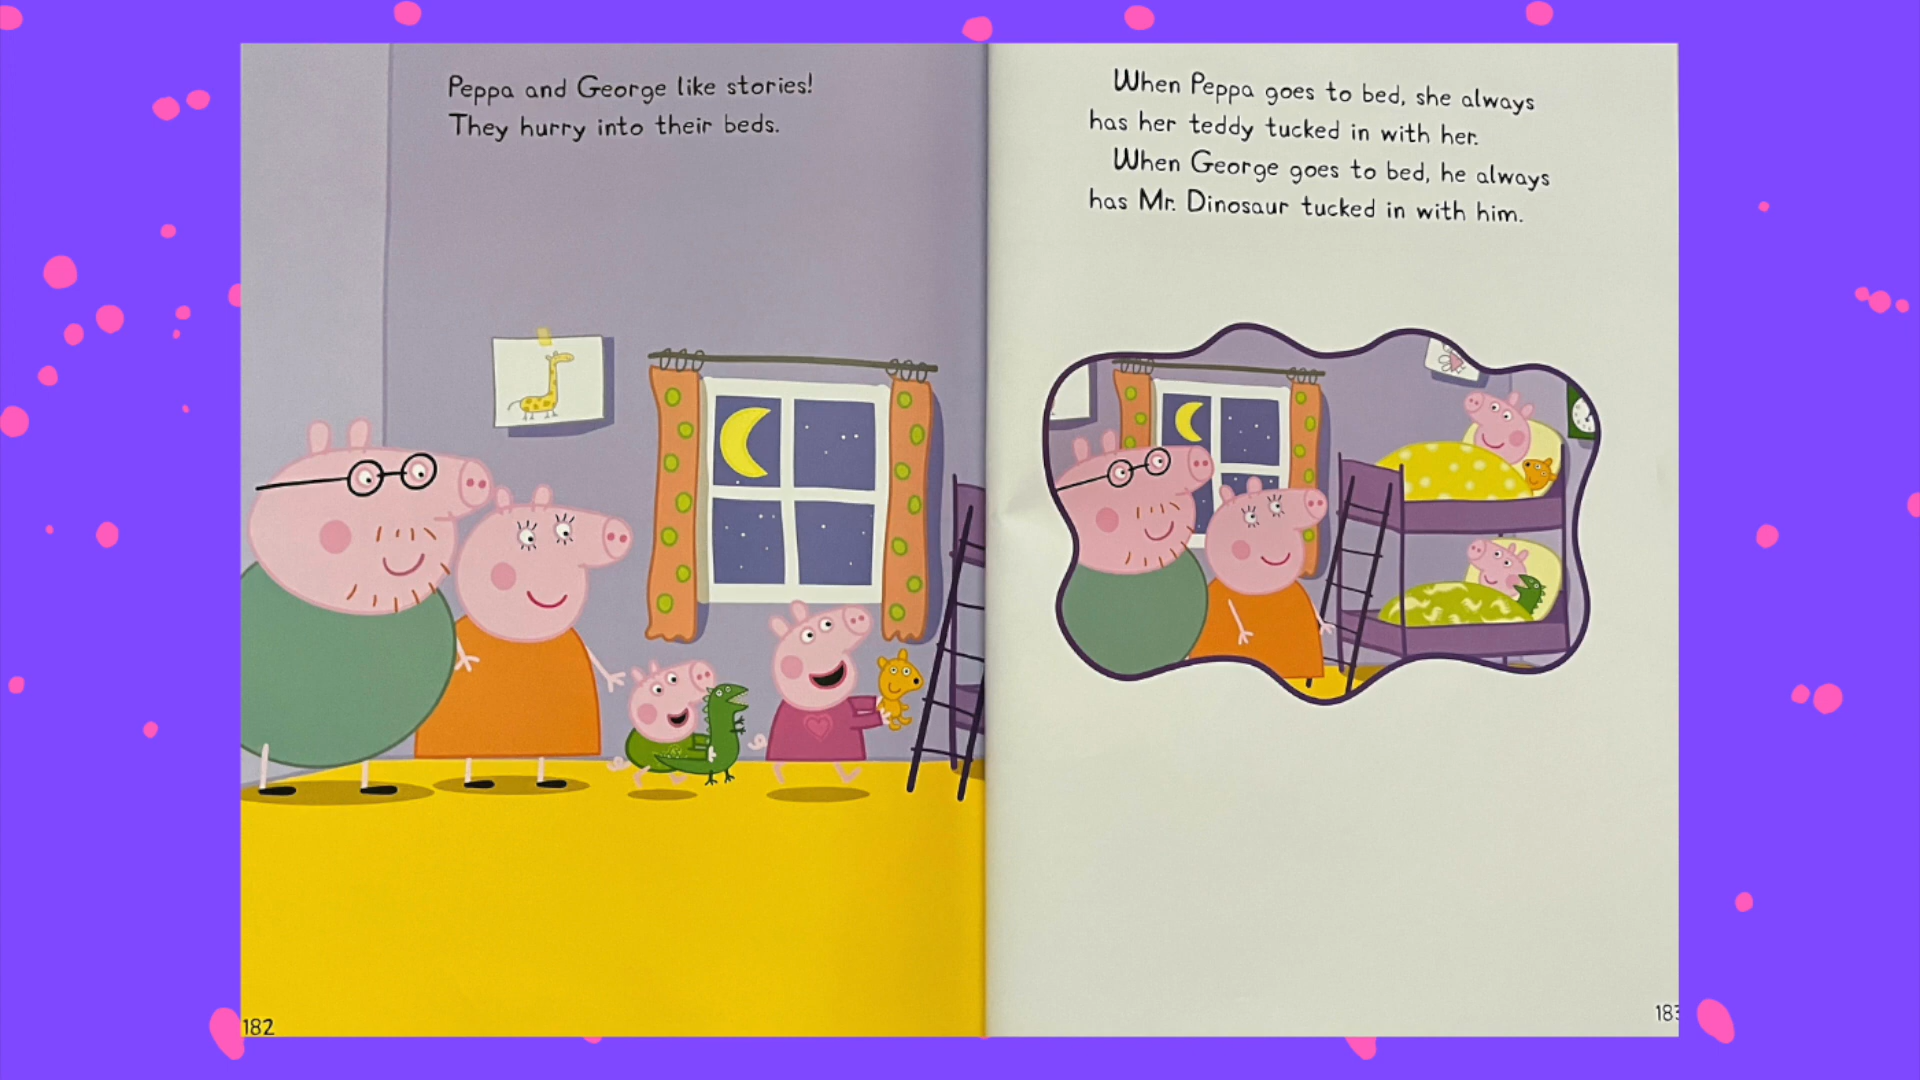 Peppa and George like stories!
They hurry into their beds.
182
When Peppa goes to bed, she always
has her teddy tucked in with her.
When George goes to bed, he always
has Mr. Dinosaur tucked in with him.
183